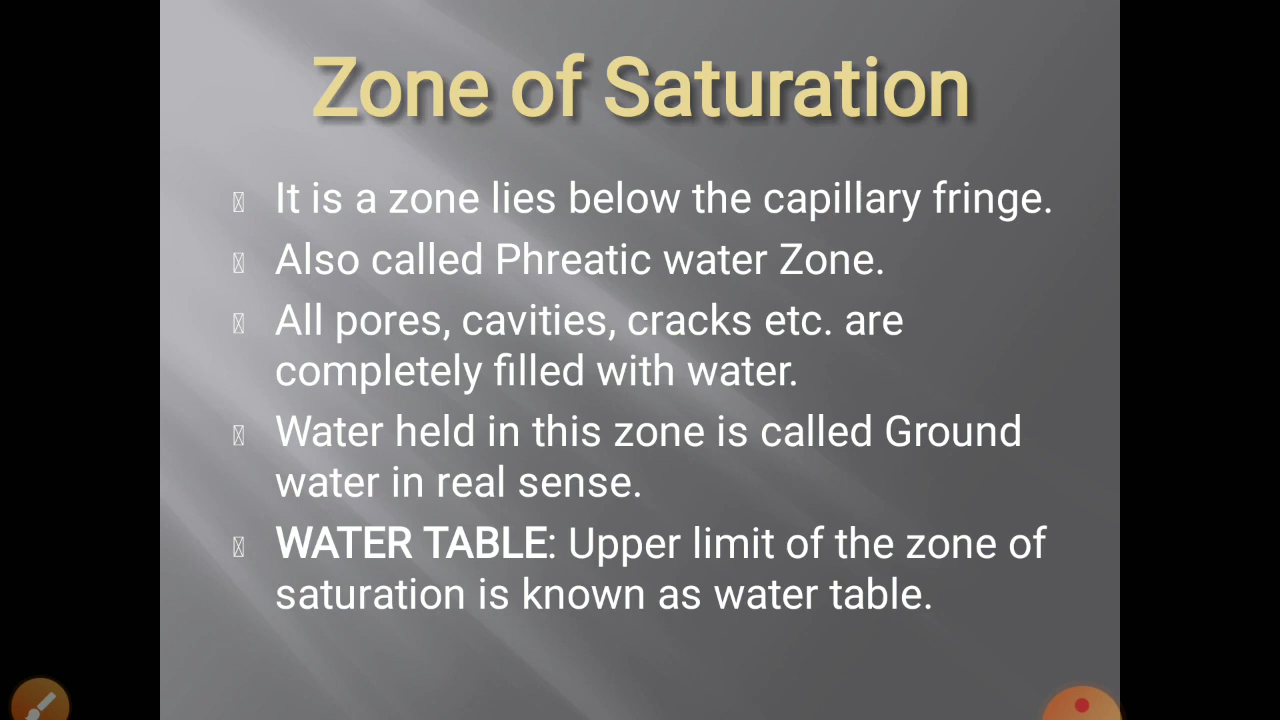 Zone of Saturation
It is a zone lies below the capillary fringe.
Also called Phreatic water Zone.
All pores, cavities, cracks etc. are
completely filled with water.
Water held in this zone is called Ground
water in real sense.
WATER TABLE: Upper limit of the zone of
saturation is known as water table.